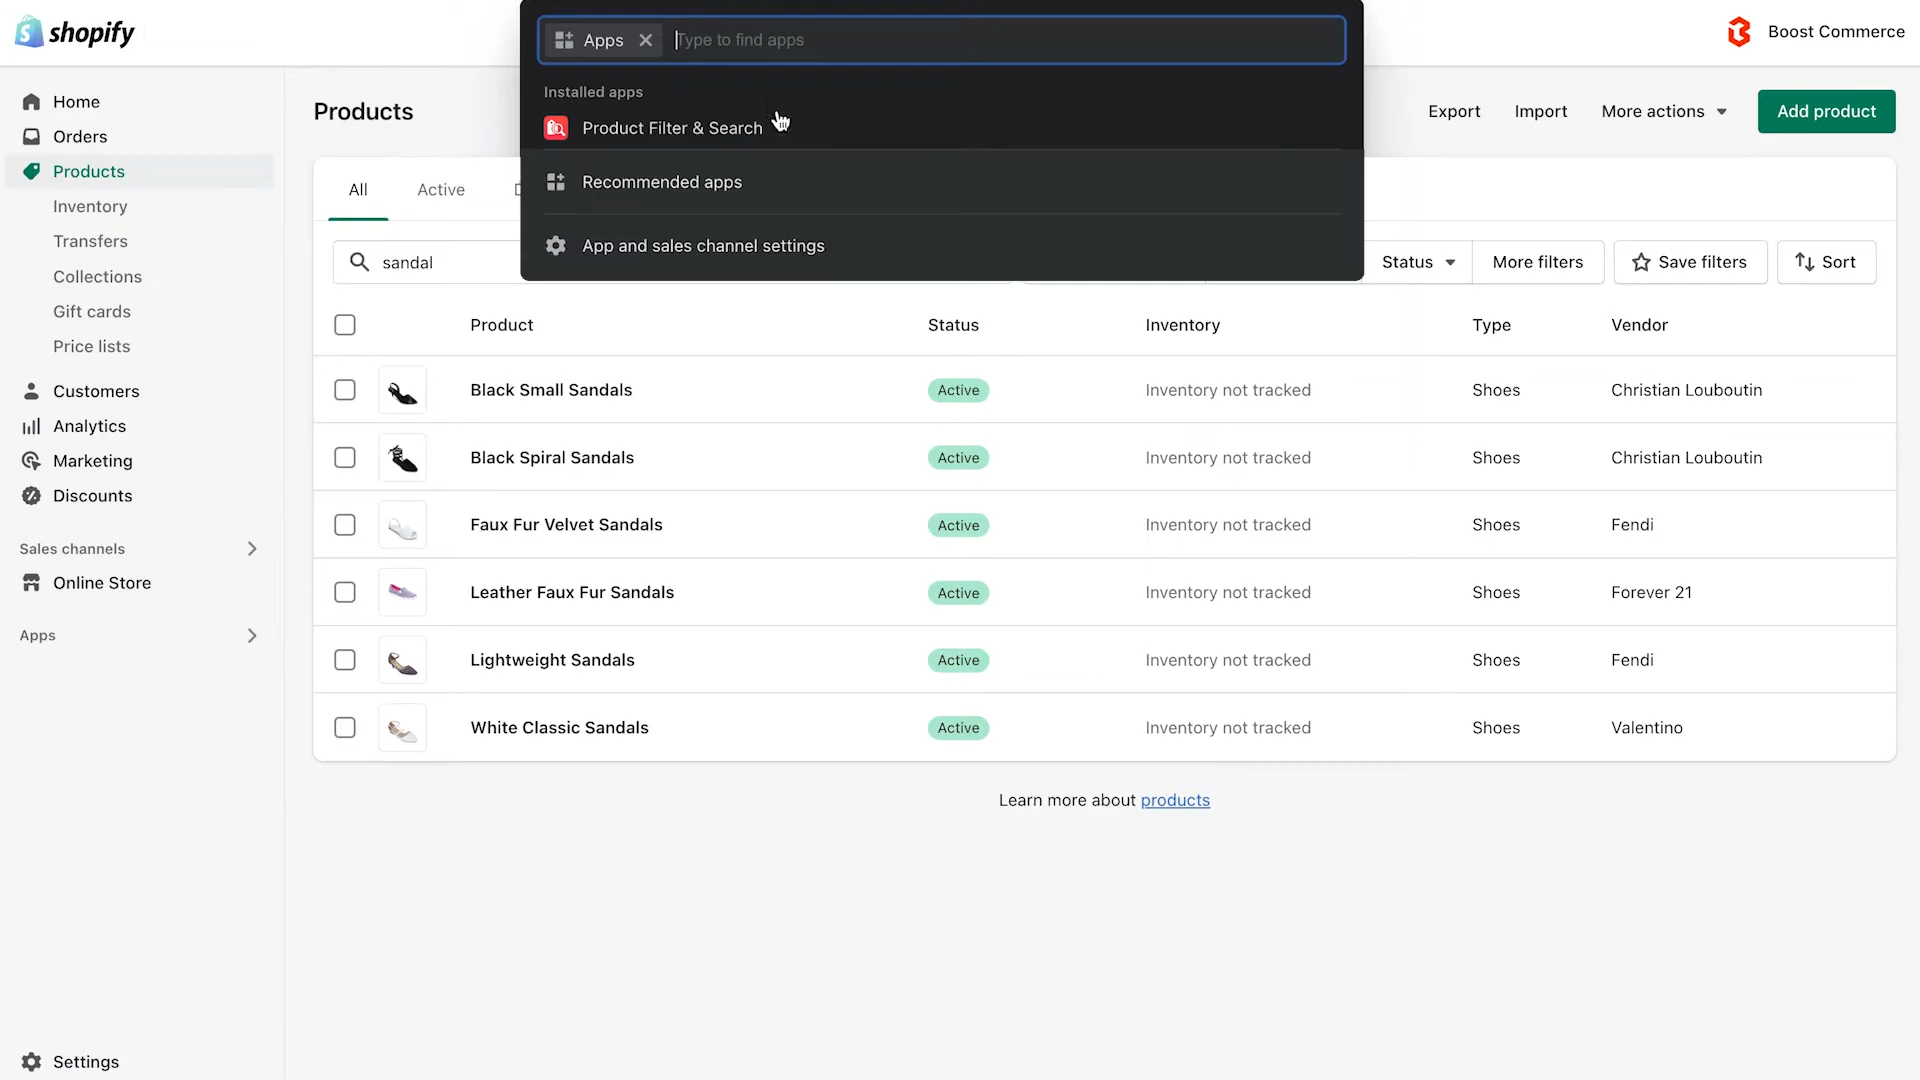 shopify
Apps Type to find apps
Boost Commerce
Installed apps
Product Filter & Search
Recommended apps
App and sales channel settings
Home
Orders
Products
Inventory
Transfers
Collections
Gift cards
Price lists
Customers
Analytics
Marketing
Discounts
Sales channels
Online Store
Apps
Settings
Products
Export Import More actions Add product
All Active
sandal Status More filters Save filters Sort
Product Status Inventory Type Vendor
Black Small Sandals Active Inventory not tracked Shoes Christian Louboutin
Black Spiral Sandals Active Inventory not tracked Shoes Christian Louboutin
Faux Fur Velvet Sandals Active Inventory not tracked Shoes Fendi
Leather Faux Fur Sandals Active Inventory not tracked Shoes Forever 21
Lightweight Sandals Active Inventory not tracked Shoes Fendi
White Classic Sandals Active Inventory not tracked Shoes Valentino
Learn more about products